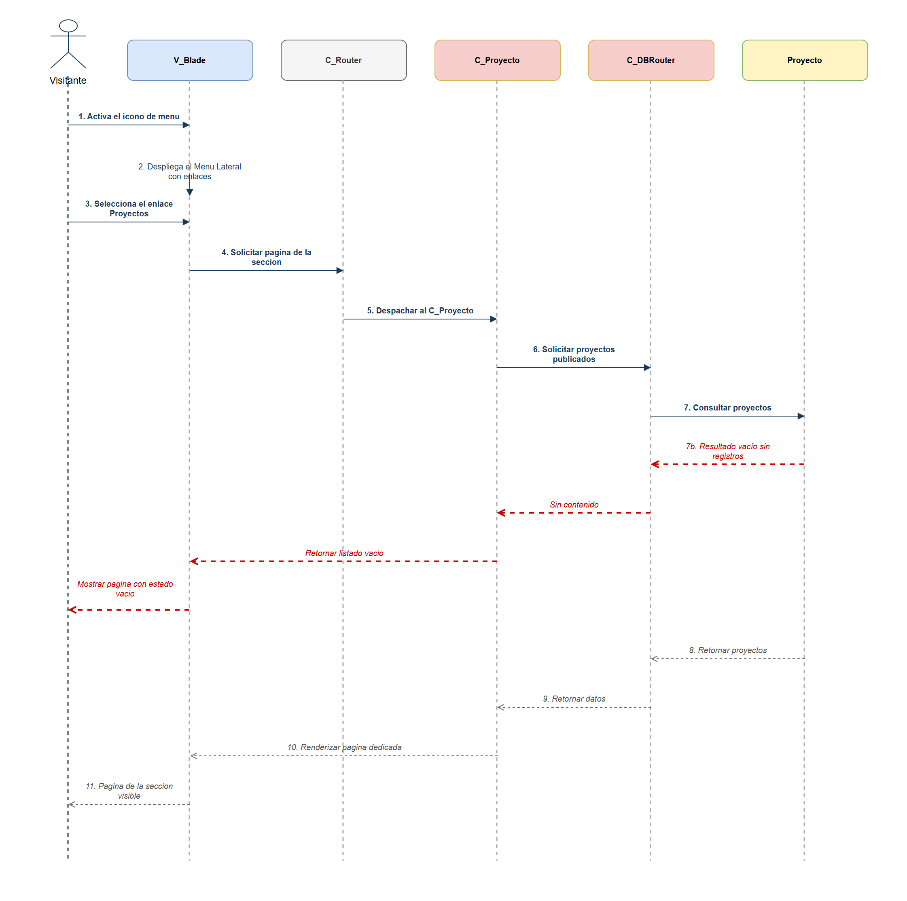 Visitante
V_Blade
C_Router
C_Proyecto
C_DBRouter
Proyecto
1. Activa el icono de menu
2. Despliega el Menu Lateral
con enlaces
3. Selecciona el enlace
Proyectos
4. Solicitar pagina de la
seccion
5. Despachar al C_Proyecto
6. Solicitar proyectos
publicados
7. Consultar proyectos
7b. Resultado vacio sin
registros
Sin contenido
Retornar listado vacio
Mostrar pagina con estado
vacio
8. Retornar proyectos
9. Retornar datos
10. Renderizar pagina dedicada
11. Pagina de la seccion
visible